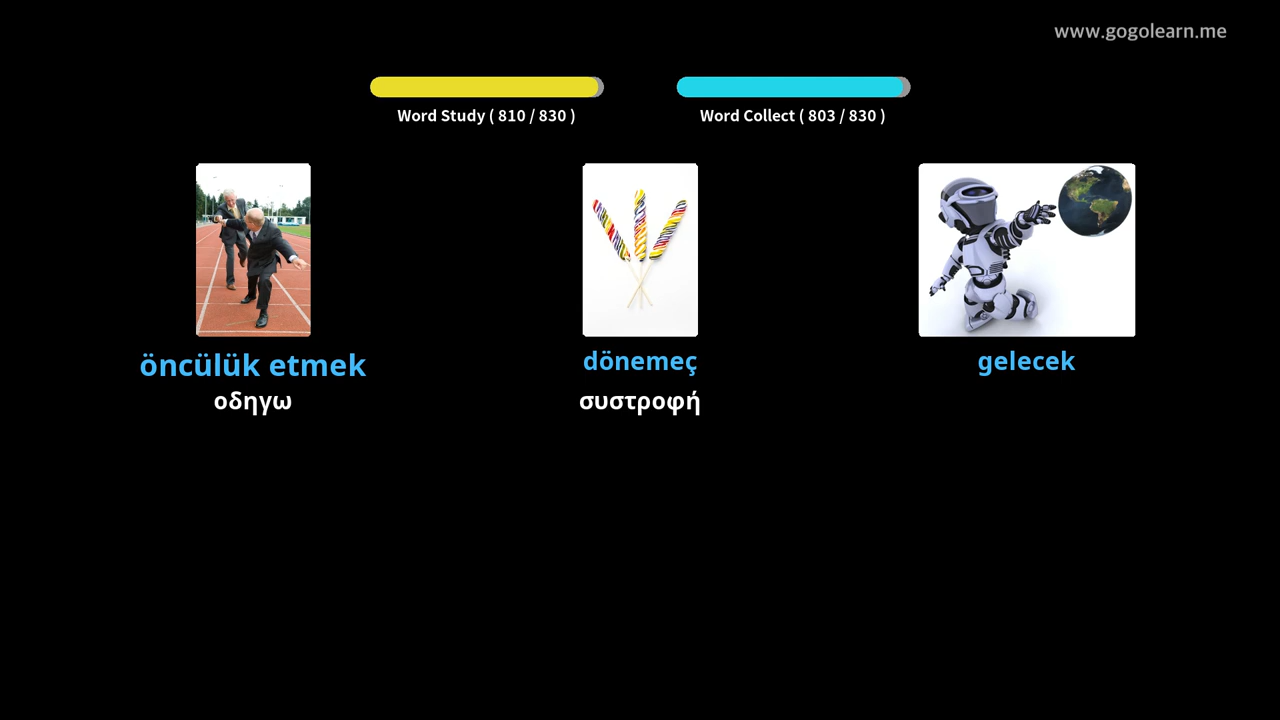 www.gogolearn.me
Word Study ( 810 / 830 )
Word Collect ( 803 / 830 )
öncülük etmek
οδηγω
dönemeç
συστροφή
gelecek